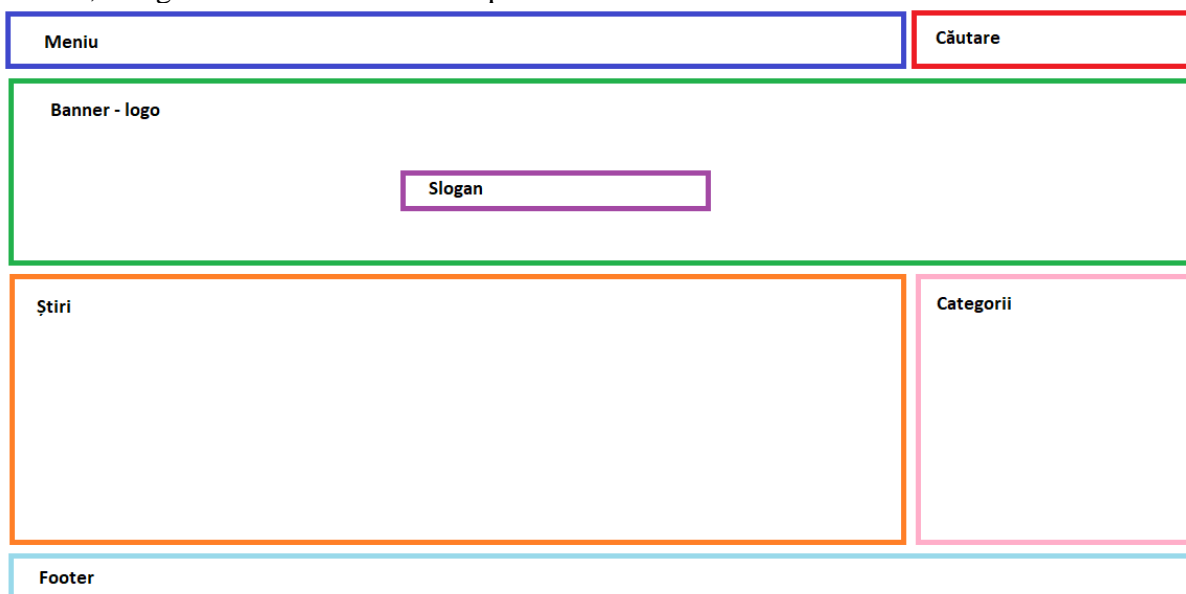 Meniu
Căutare
Banner - logo
Slogan
Știri
Categorii
Footer